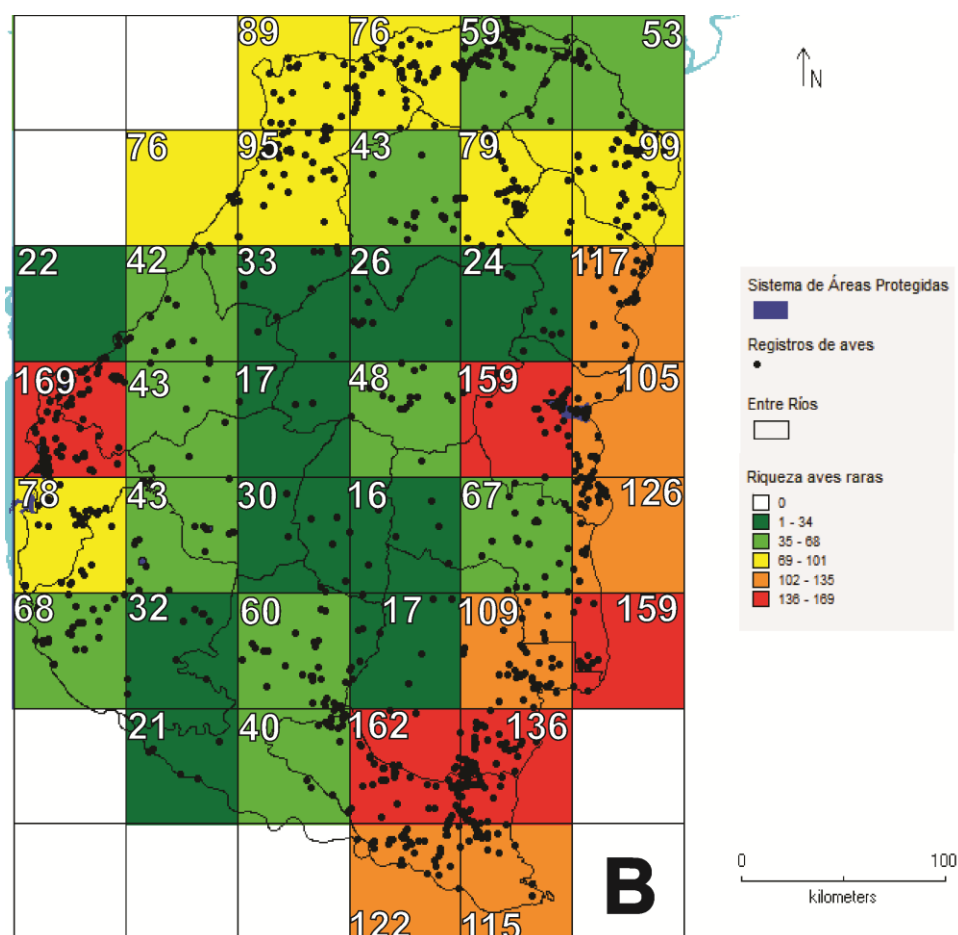 89 76 59 53
76 95 43 79 99
22 42 33 26 24 117
169 43 17 48 159 105
78 43 30 16 67 126
68 32 60 17 109 159
21 40 162 136
B
122 115
N
Sistema de Áreas Protegidas
Registros de aves
Entre Ríos
Riqueza aves raras
0
1 - 34
35 - 68
69 - 101
102 - 135
136 - 169
0 100
kilometers